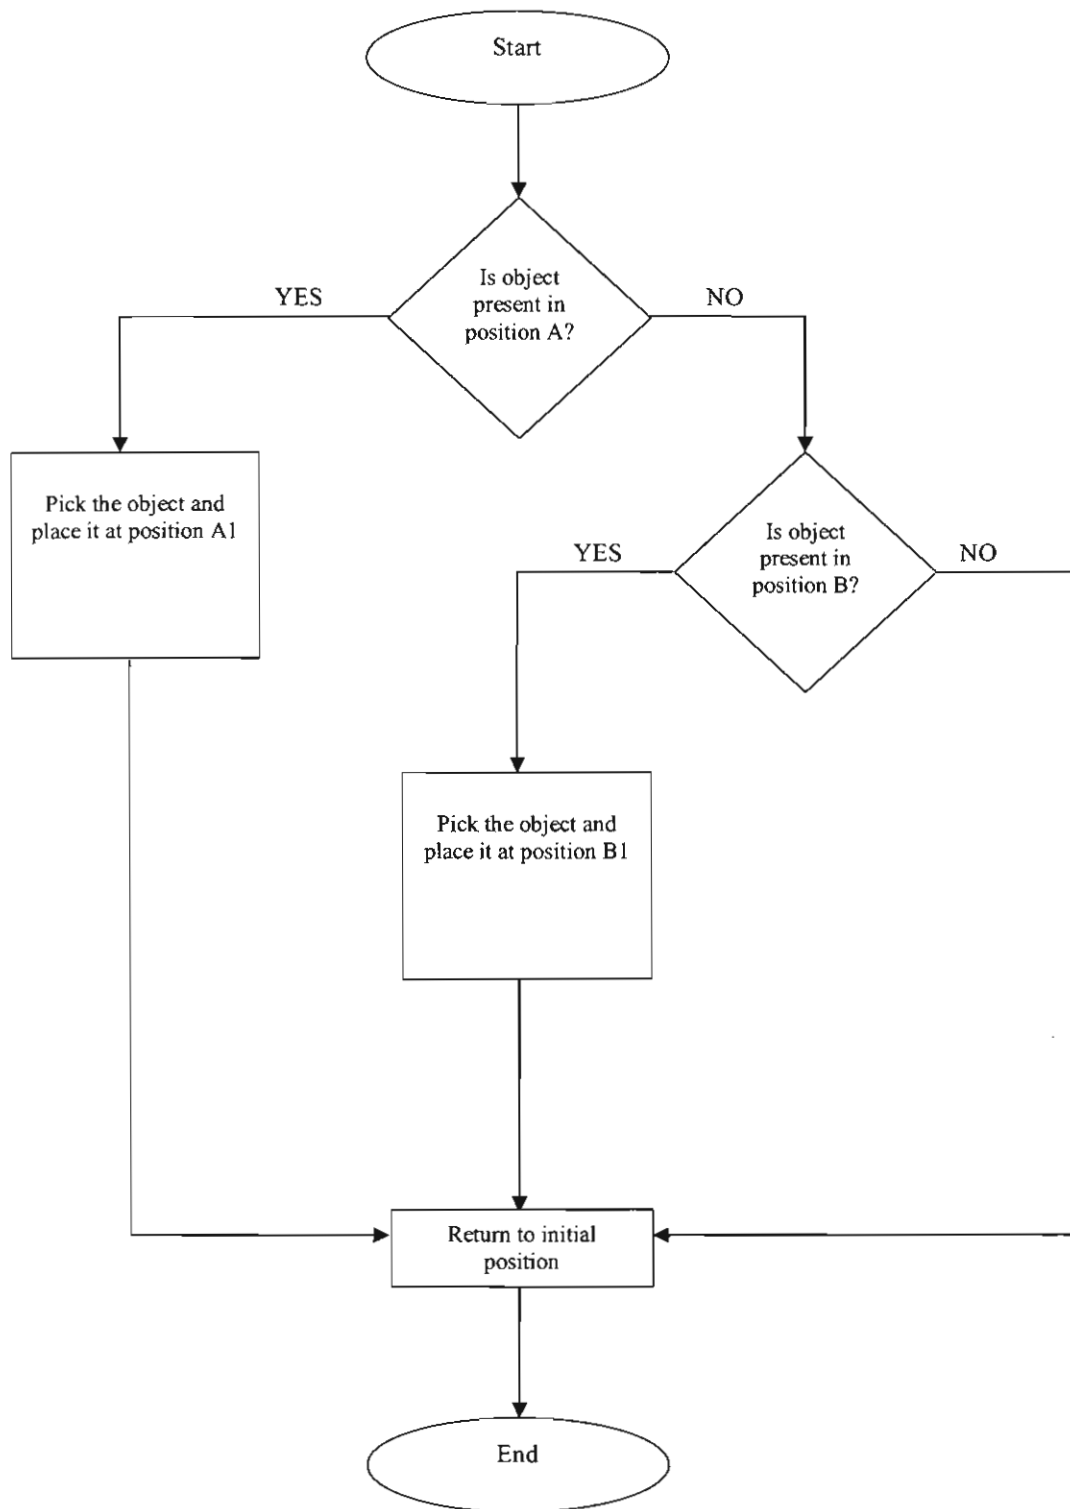 Start
Is object
present in
position A?
YES
NO
Pick the object and
place it at position A1
Is object
present in
position B?
YES
NO
Pick the object and
place it at position B1
Return to initial
position
End